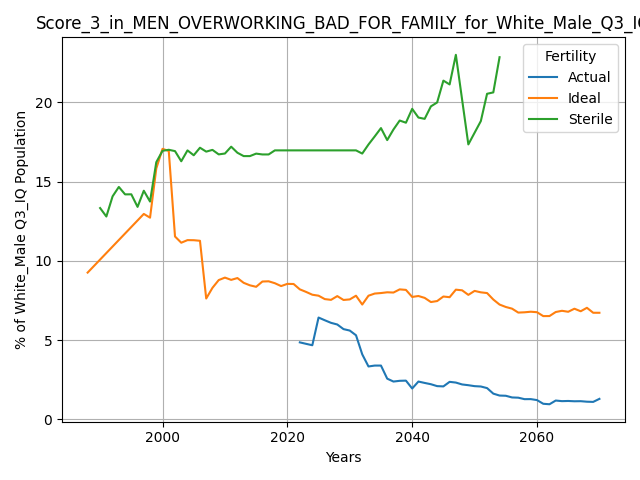 Score_3_in_MEN_OVERWORKING_BAD_FOR_FAMILY_for_White_Male_Q3_IQ
Fertility
Actual
Ideal
Sterile
% of White_Male Q3_IQ Population
20
15
10
5
0
2000
2020
2040
2060
Years